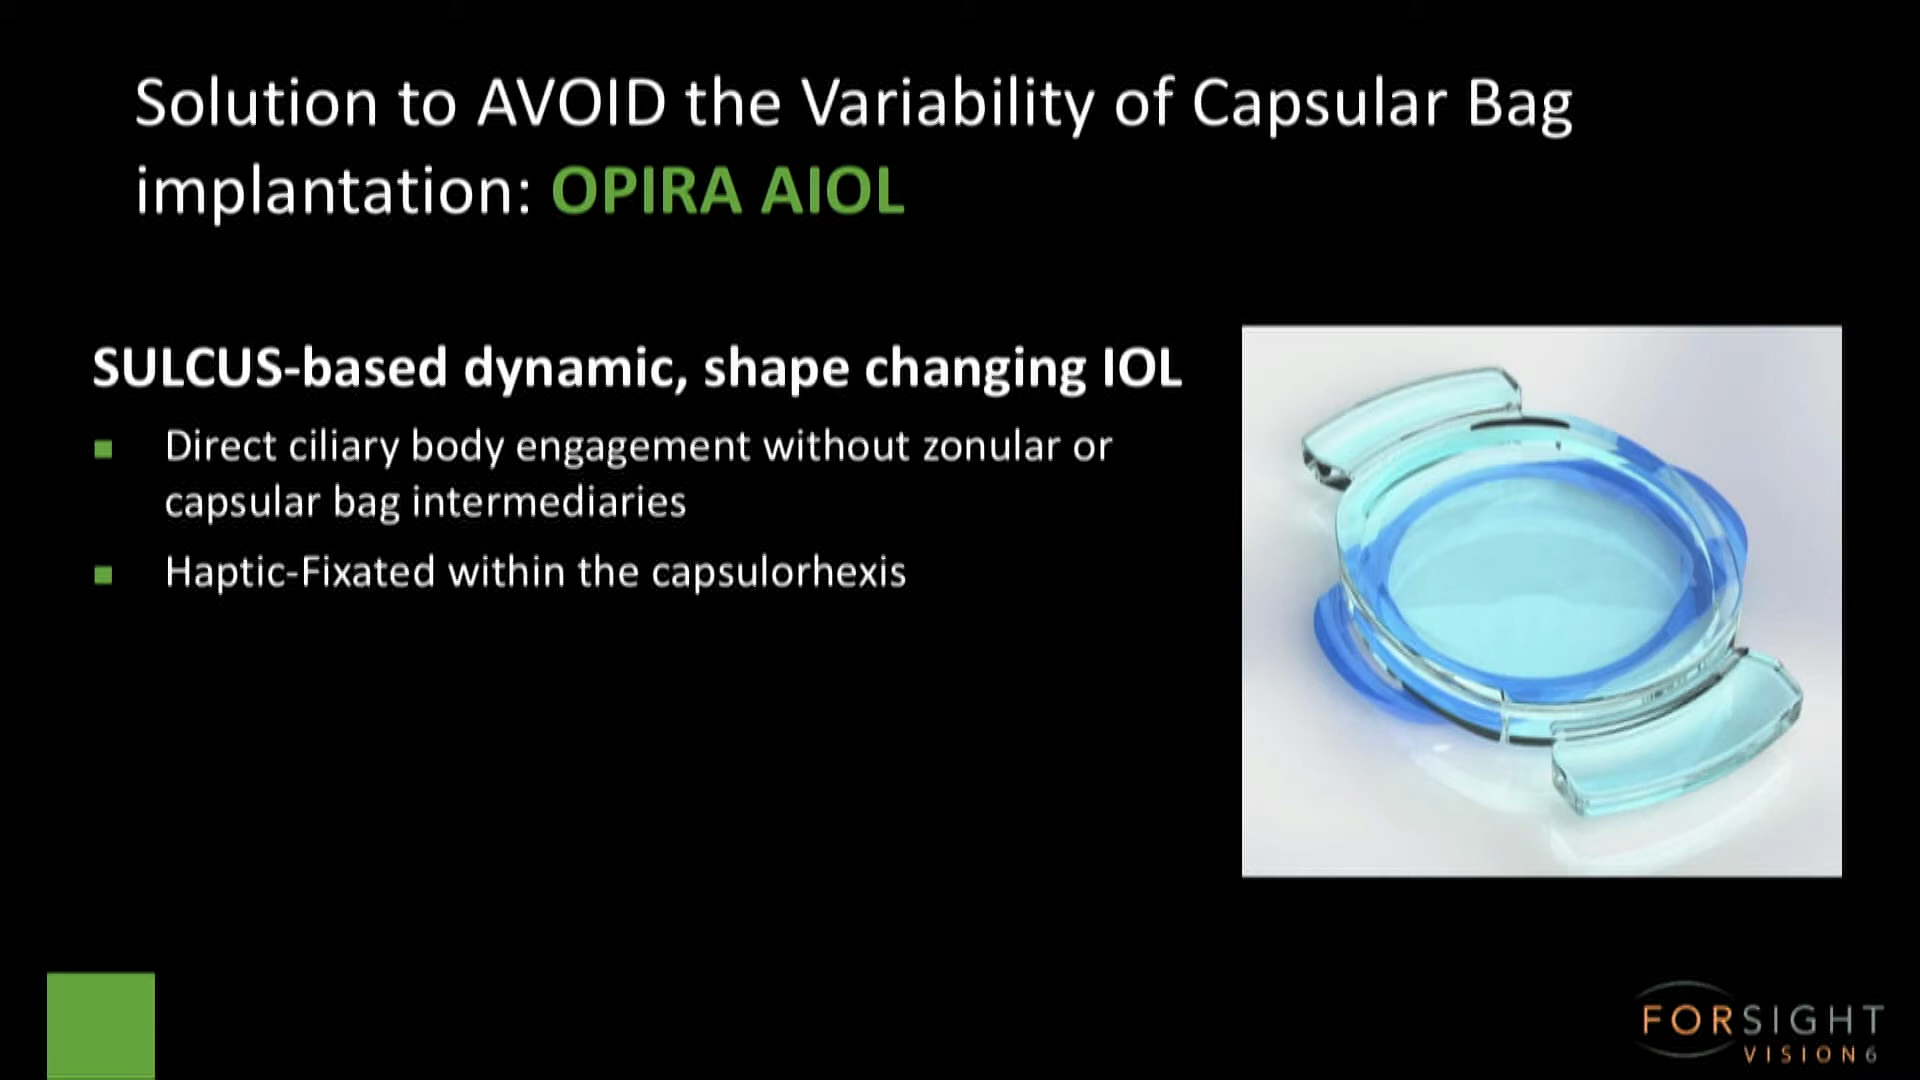 Solution to AVOID the Variability of Capsular Bag
implantation: OPIRA AIOL
SULCUS-based dynamic, shape changing IOL
Direct ciliary body engagement without zonular or
capsular bag intermediaries
Haptic-Fixated within the capsulorhexis
FORSIGHT
VISION6